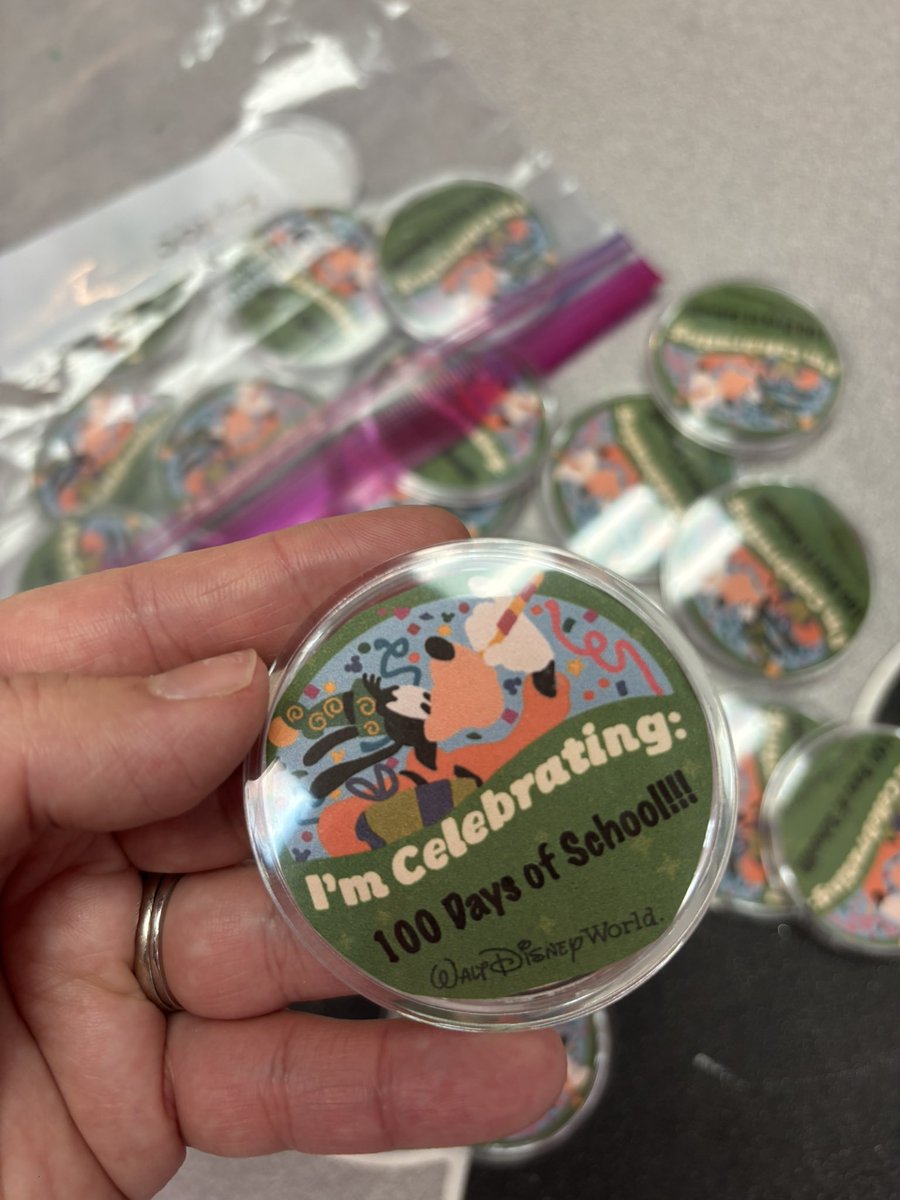 I'm Celebrating:
100 Days of School!!!!
Walt Disney World.